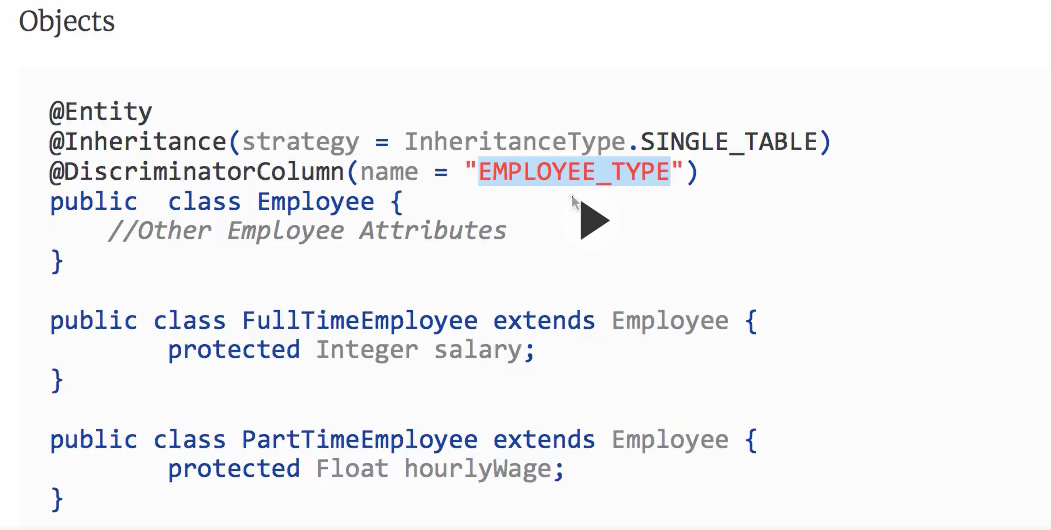 Objects
@Entity
@Inheritance(strategy = InheritanceType.SINGLE_TABLE)
@DiscriminatorColumn(name = "EMPLOYEE_TYPE")
public  class Employee {
    //Other Employee Attributes
}
public class FullTimeEmployee extends Employee {
        protected Integer salary;
}
public class PartTimeEmployee extends Employee {
        protected Float hourlyWage;
}